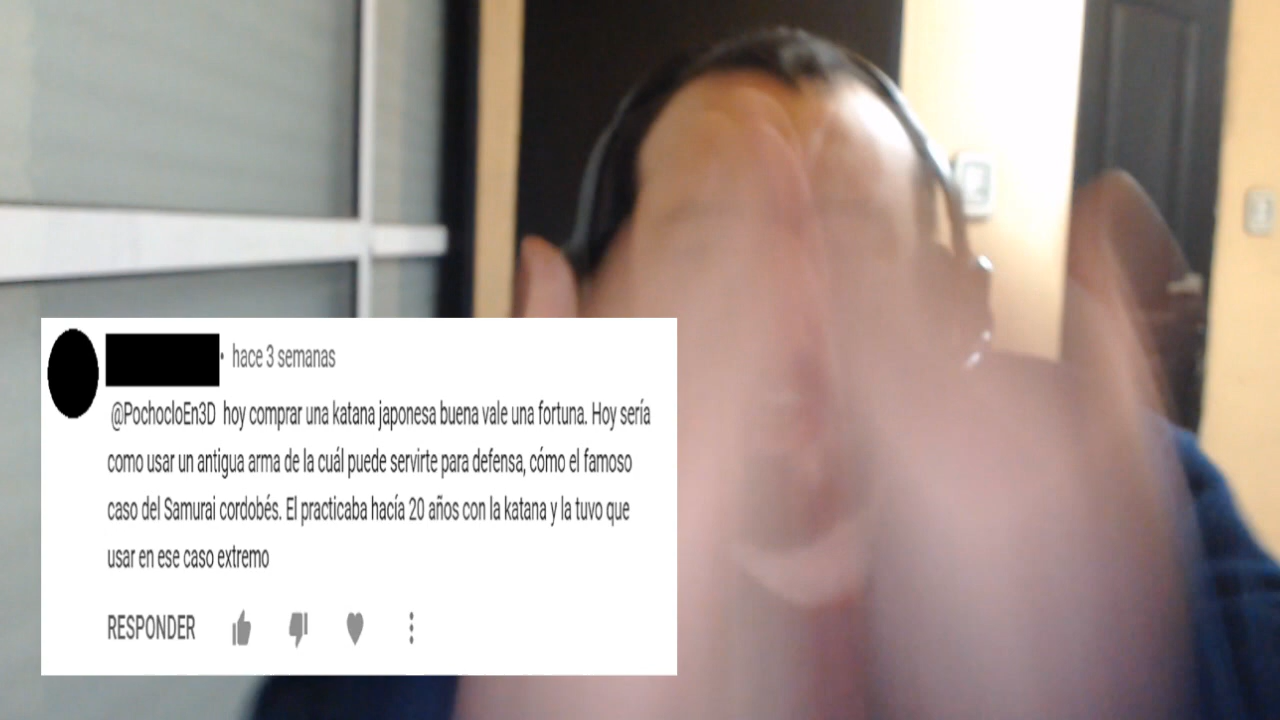 • hace 3 semanas
@PochocloEn3D hoy comprar una katana japonesa buena vale una fortuna. Hoy sería
como usar un antigua arma de la cuál puede servirte para defensa, cómo el famoso
caso del Samurai cordobés. El practicaba hacía 20 años con la katana y la tuvo que
usar en ese caso extremo
RESPONDER